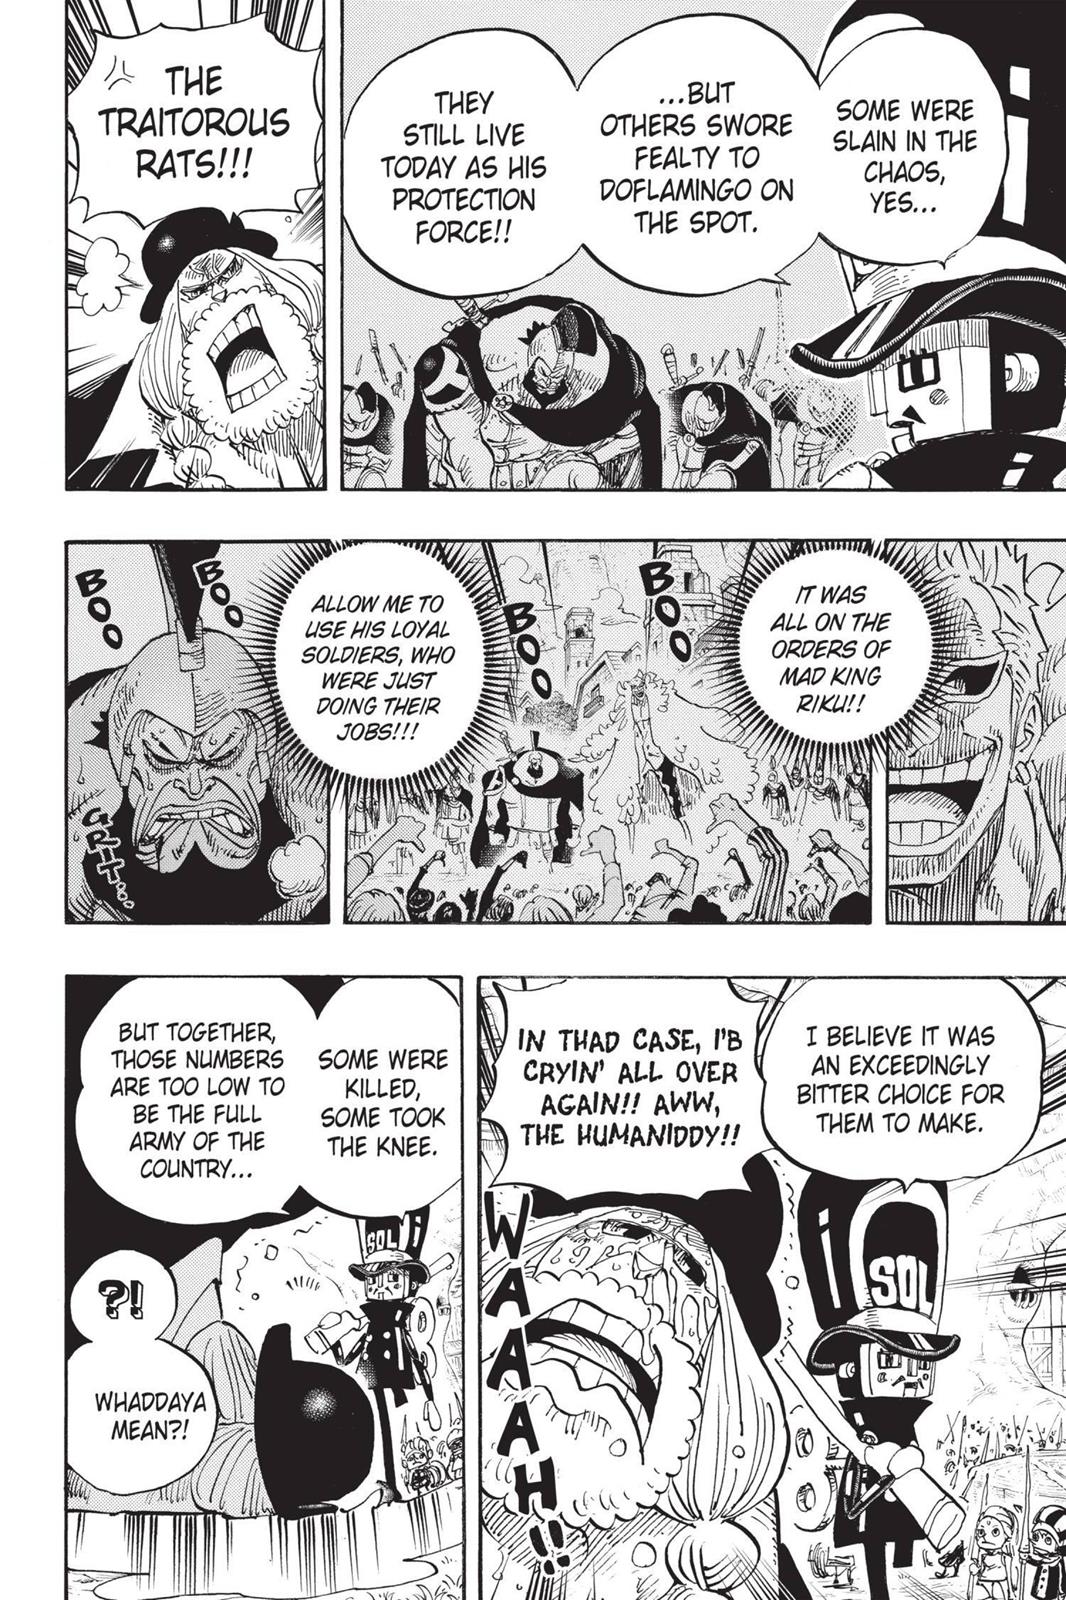 SOME WERE
SLAIN IN THE
CHAOS,
YES...
...BUT
OTHERS SWORE
FEALTY TO
DOFLAMINGO ON
THE SPOT.
THEY
STILL LIVE
TODAY AS HIS
PROTECTION
FORCE!!
THE
TRAITOROUS
RATS!!!
IT WAS
ALL ON THE
ORDERS OF
MAD KING
RIKU!!
BOO
BOO
ALLOW ME TO
USE HIS LOYAL
SOLDIERS, WHO
WERE JUST
DOING THEIR
JOBS!!!
BOO
BOO
GRIT...
I BELIEVE IT WAS
AN EXCEEDINGLY
BITTER CHOICE FOR
THEM TO MAKE.
IN THAD CASE, I'B
CRYIN' ALL OVER
AGAIN!! AWW,
THE HUMANIDDY!!
WAAAAH!!
SOL
i
SOME WERE
KILLED,
SOME TOOK
THE KNEE.
BUT TOGETHER,
THOSE NUMBERS
ARE TOO LOW TO
BE THE FULL
ARMY OF THE
COUNTRY...
SOL
i
?!
WHADDAYA
MEAN?!